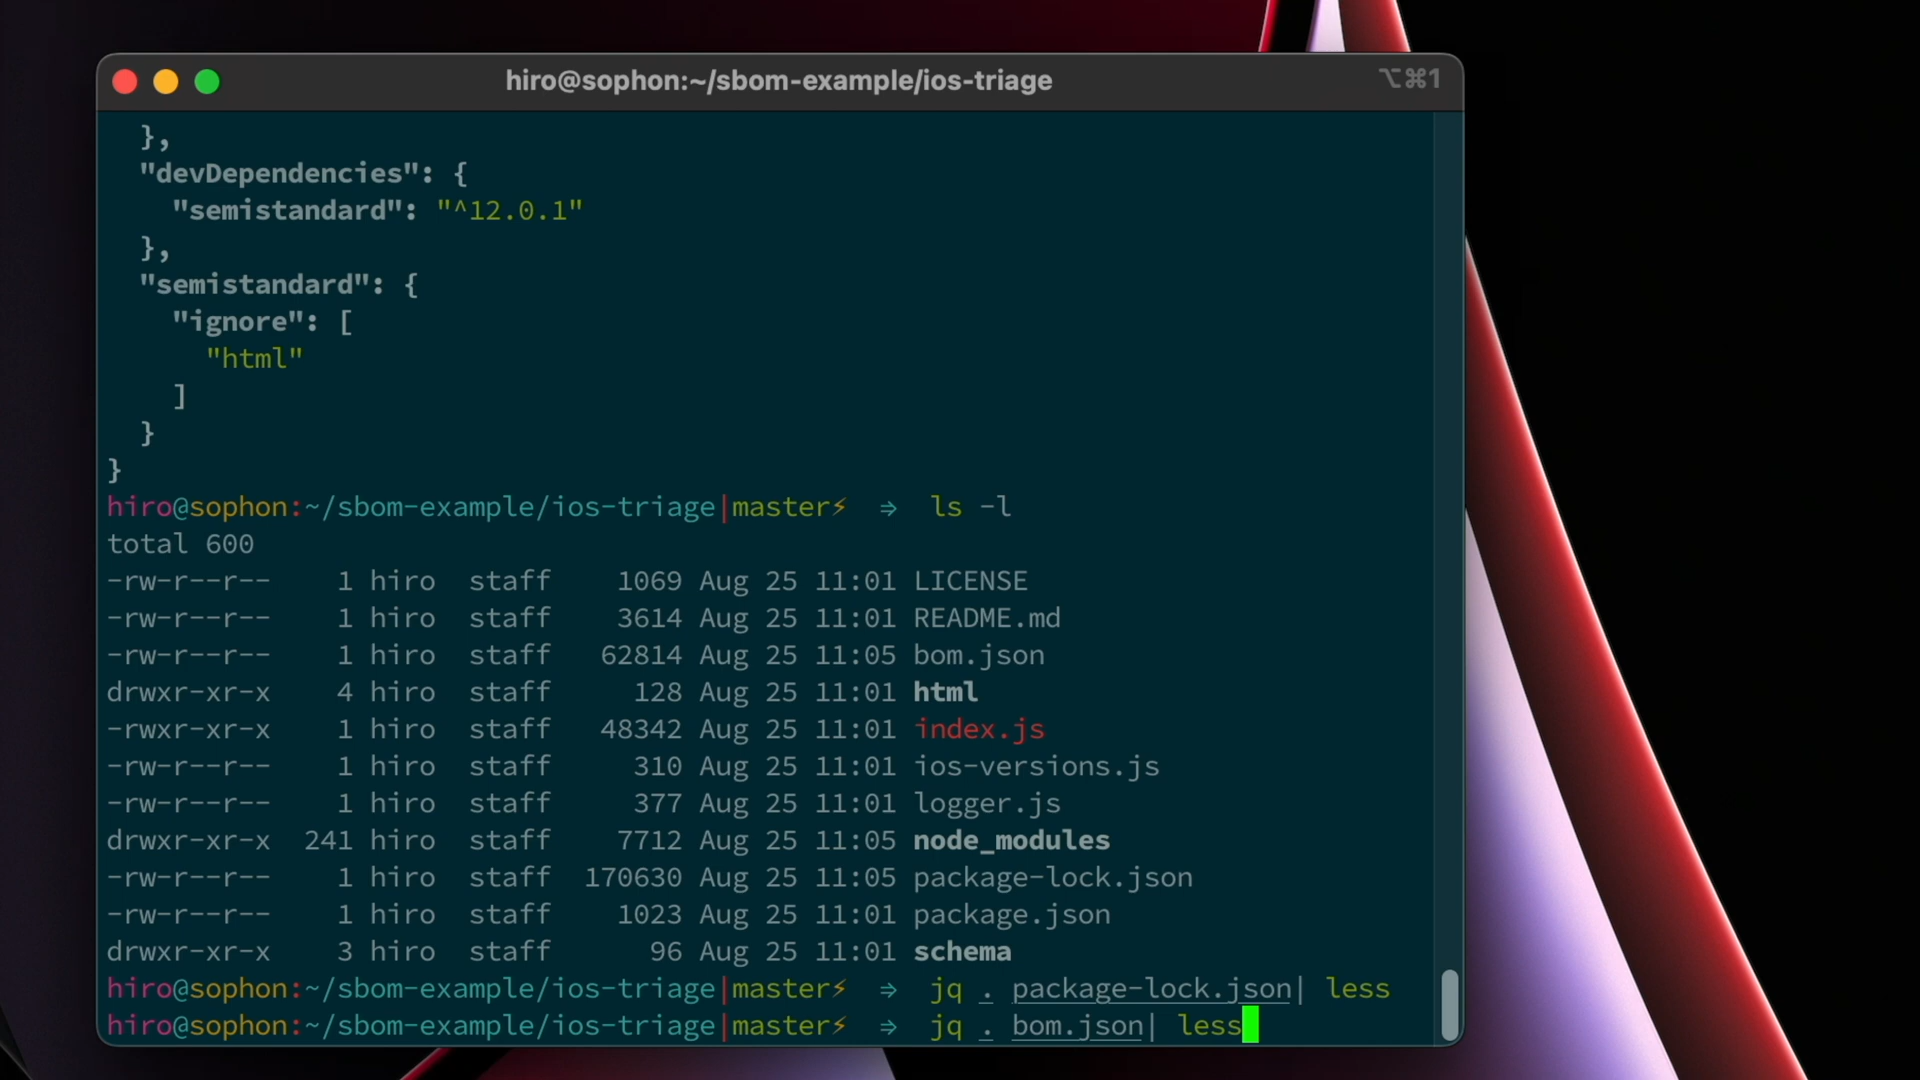 hiro@sophon:~/sbom-example/ios-triage
⌥⌘1
},
"devDependencies": {
"semistandard": "^12.0.1"
},
"semistandard": {
"ignore": [
"html"
]
}
}
hiro@sophon:~/sbom-example/ios-triage|master⚡ ⇒ ls -l
total 600
-rw-r--r-- 1 hiro staff 1069 Aug 25 11:01 LICENSE
-rw-r--r-- 1 hiro staff 3614 Aug 25 11:01 README.md
-rw-r--r-- 1 hiro staff 62814 Aug 25 11:05 bom.json
drwxr-xr-x 4 hiro staff 128 Aug 25 11:01 html
-rwxr-xr-x 1 hiro staff 48342 Aug 25 11:01 index.js
-rw-r--r-- 1 hiro staff 310 Aug 25 11:01 ios-versions.js
-rw-r--r-- 1 hiro staff 377 Aug 25 11:01 logger.js
drwxr-xr-x 241 hiro staff 7712 Aug 25 11:05 node_modules
-rw-r--r-- 1 hiro staff 170630 Aug 25 11:05 package-lock.json
-rw-r--r-- 1 hiro staff 1023 Aug 25 11:01 package.json
drwxr-xr-x 3 hiro staff 96 Aug 25 11:01 schema
hiro@sophon:~/sbom-example/ios-triage|master⚡ ⇒ jq . package-lock.json| less
hiro@sophon:~/sbom-example/ios-triage|master⚡ ⇒ jq . bom.json| less